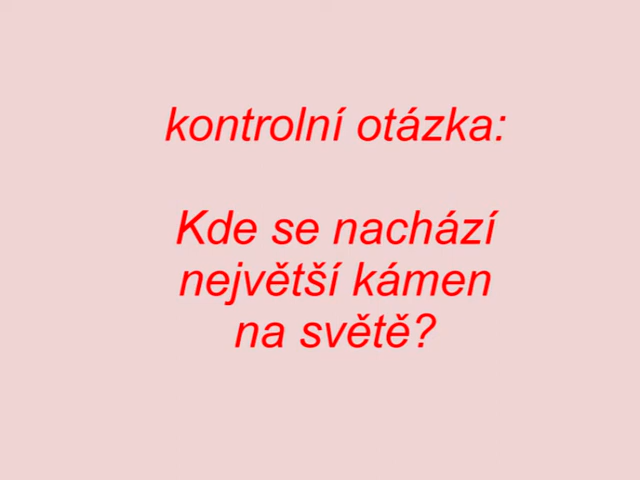 kontrolní otázka:
Kde se nachází
největší kámen
na světě?